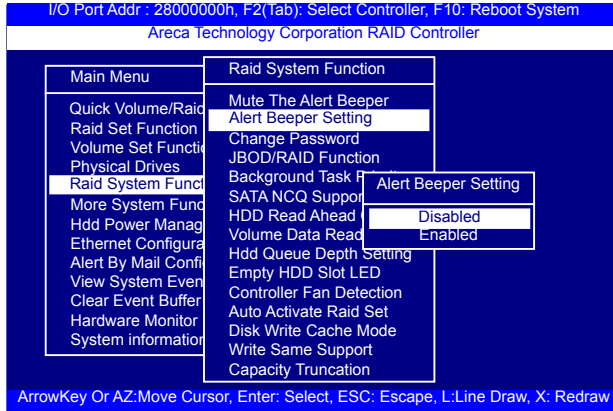 I/O Port Addr : 28000000h, F2(Tab): Select Controller, F10: Reboot System
Areca Technology Corporation RAID Controller
Main Menu
Quick Volume/Raid
Raid Set Function
Volume Set Functio
Physical Drives
Raid System Funct
More System Func
Hdd Power Manag
Ethernet Configura
Alert By Mail Confi
View System Even
Clear Event Buffer
Hardware Monitor
System information
Raid System Function
Mute The Alert Beeper
Alert Beeper Setting
Change Password
JBOD/RAID Function
Background Task
SATA NCQ Suppor
HDD Read Ahead
Volume Data Read
Hdd Queue Depth Setting
Empty HDD Slot LED
Controller Fan Detection
Auto Activate Raid Set
Disk Write Cache Mode
Write Same Support
Capacity Truncation
Alert Beeper Setting
Disabled
Enabled
ArrowKey Or AZ:Move Cursor, Enter: Select, ESC: Escape, L:Line Draw, X: Redraw